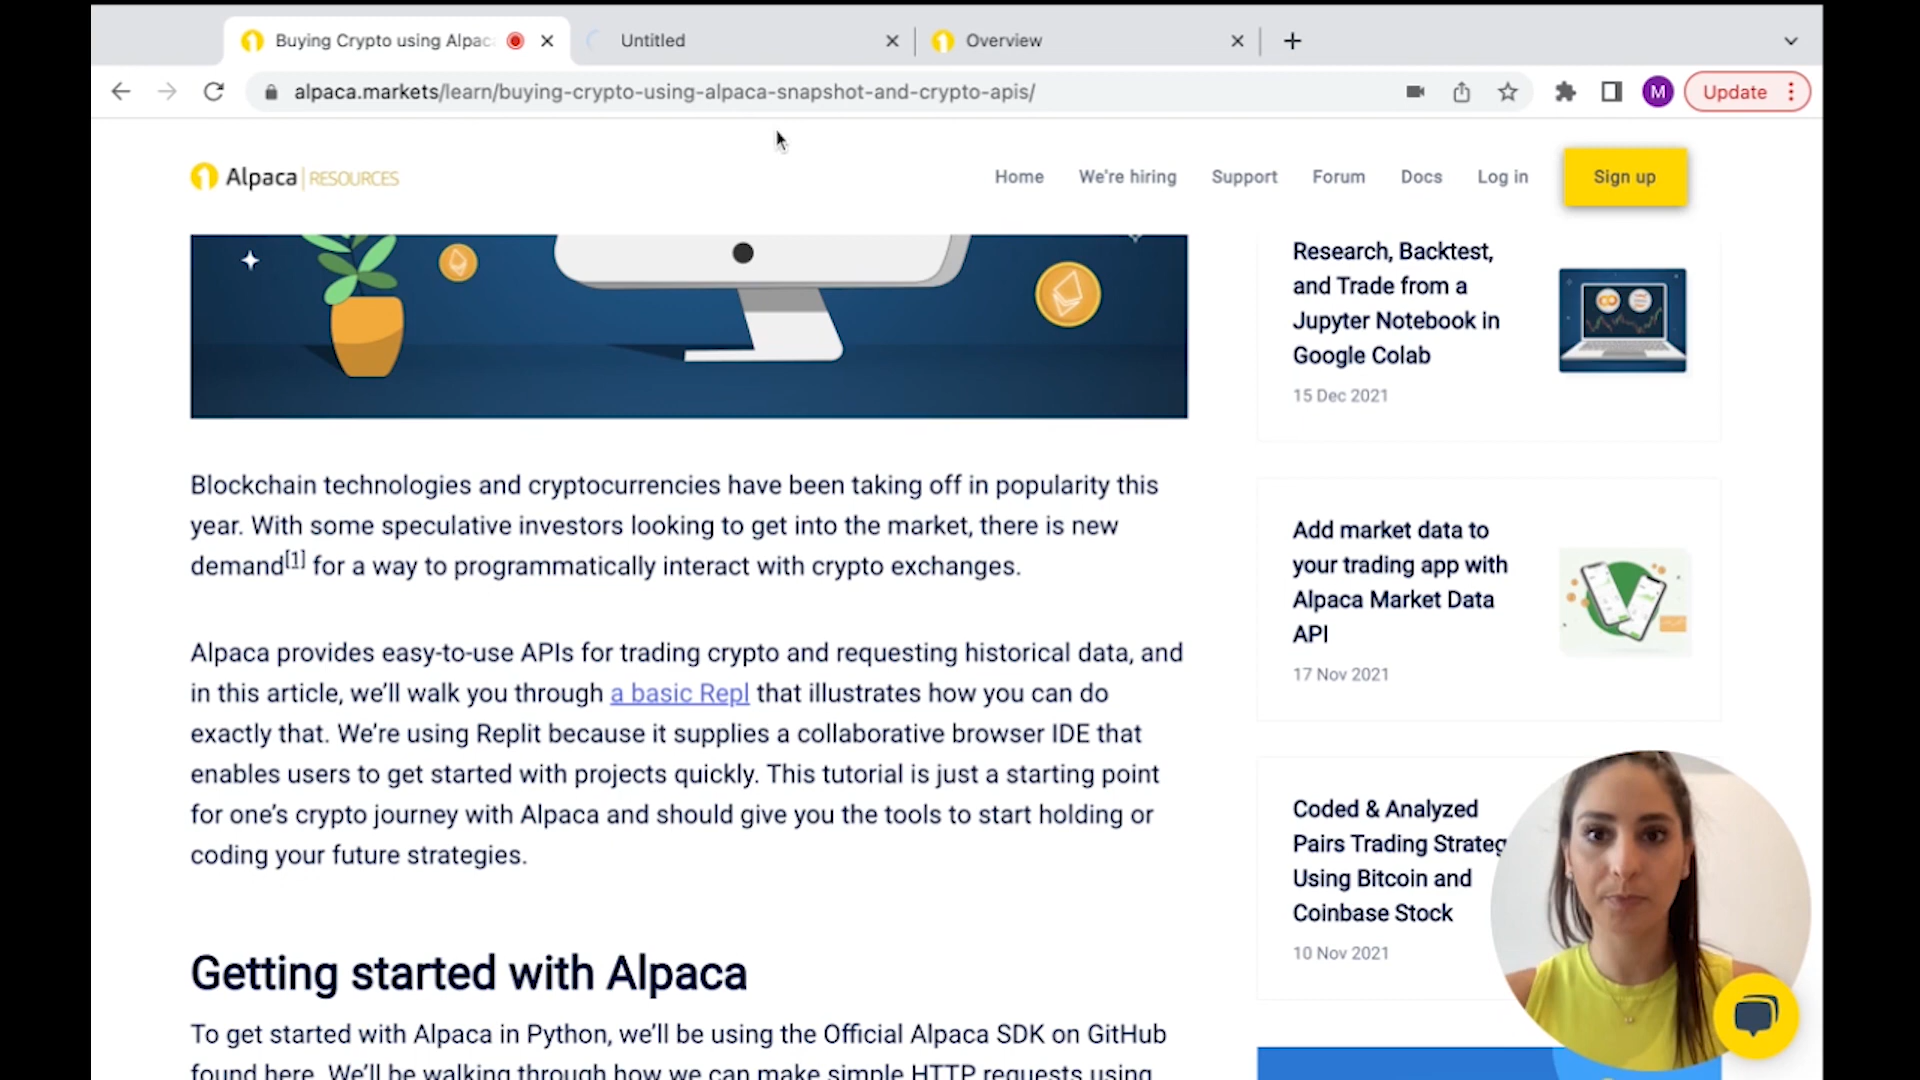 Buying Crypto using Alpac
Untitled
Overview
alpaca.markets/learn/buying-crypto-using-alpaca-snapshot-and-crypto-apis/
M
Update
Alpaca | RESOURCES
Home
We're hiring
Support
Forum
Docs
Log in
Sign up
Blockchain technologies and cryptocurrencies have been taking off in popularity this
year. With some speculative investors looking to get into the market, there is new
demand[1] for a way to programmatically interact with crypto exchanges.
Alpaca provides easy-to-use APIs for trading crypto and requesting historical data, and
in this article, we'll walk you through a basic Repl that illustrates how you can do
exactly that. We're using Replit because it supplies a collaborative browser IDE that
enables users to get started with projects quickly. This tutorial is just a starting point
for one's crypto journey with Alpaca and should give you the tools to start holding or
coding your future strategies.
Getting started with Alpaca
To get started with Alpaca in Python, we'll be using the Official Alpaca SDK on GitHub
found here. We'll be walking through how we can make simple HTTP requests using
Research, Backtest,
and Trade from a
Jupyter Notebook in
Google Colab
15 Dec 2021
Add market data to
your trading app with
Alpaca Market Data
API
17 Nov 2021
Coded & Analyzed
Pairs Trading Strateg
Using Bitcoin and
Coinbase Stock
10 Nov 2021